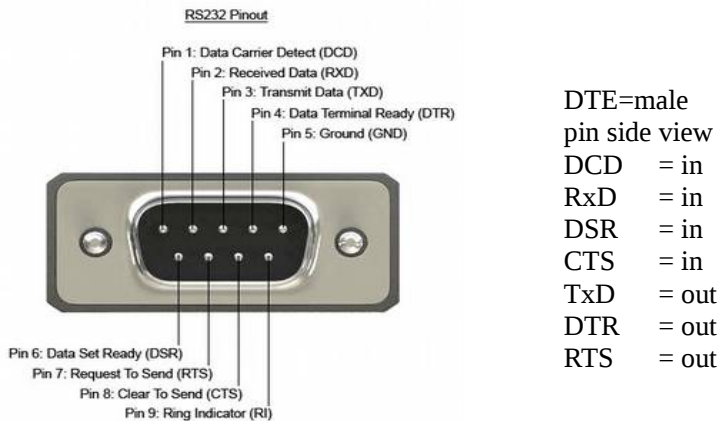 RS232 Pinout
Pin 1: Data Carrier Detect (DCD)
Pin 2: Received Data (RXD)
Pin 3: Transmit Data (TXD)
Pin 4: Data Terminal Ready (DTR)
Pin 5: Ground (GND)
Pin 6: Data Set Ready (DSR)
Pin 7: Request To Send (RTS)
Pin 8: Clear To Send (CTS)
Pin 9: Ring Indicator (RI)
DTE=male
pin side view
DCD = in
RxD = in
DSR = in
CTS = in
TxD = out
DTR = out
RTS = out